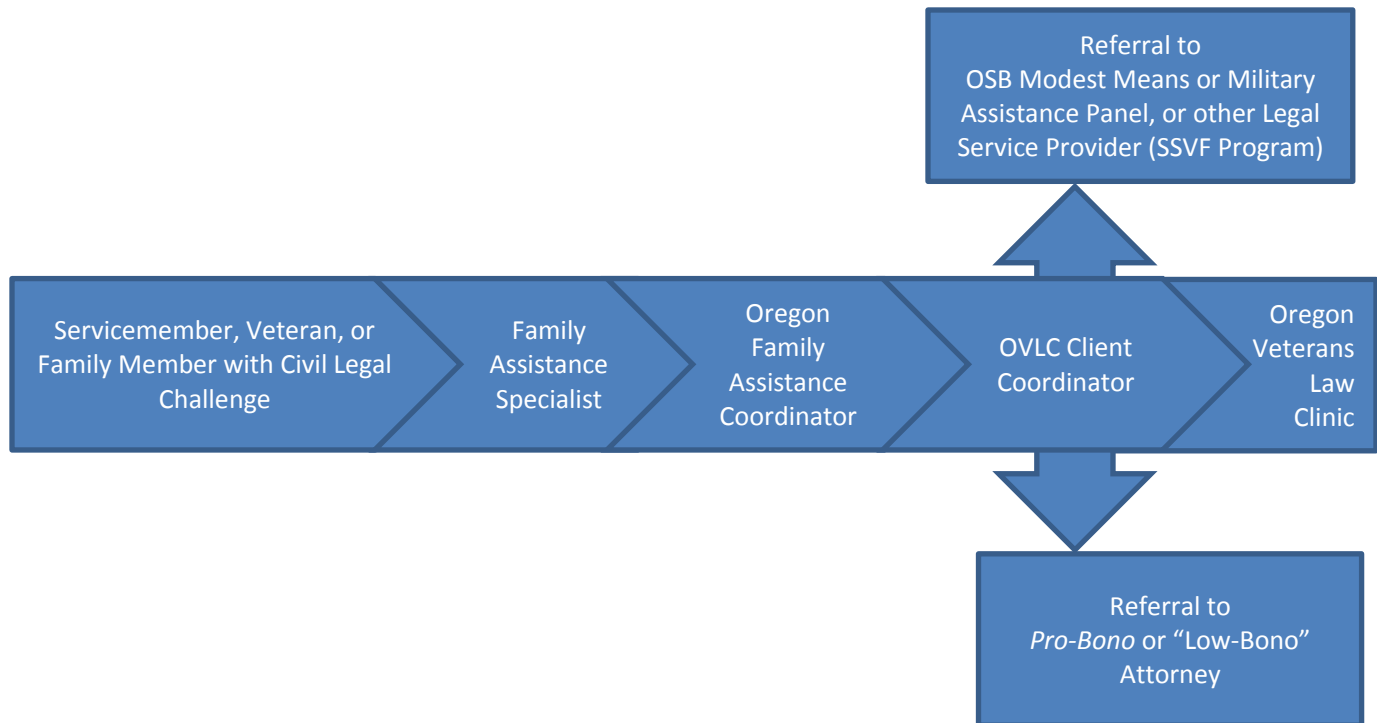 Referral to
OSB Modest Means or Military
Assistance Panel, or other Legal
Service Provider (SSVF Program)
Servicemember, Veteran, or
Family Member with Civil Legal
Challenge
Family
Assistance
Specialist
Oregon
Family
Assistance
Coordinator
OVLC Client
Coordinator
Oregon
Veterans
Law
Clinic
Referral to
Pro-Bono or “Low-Bono”
Attorney